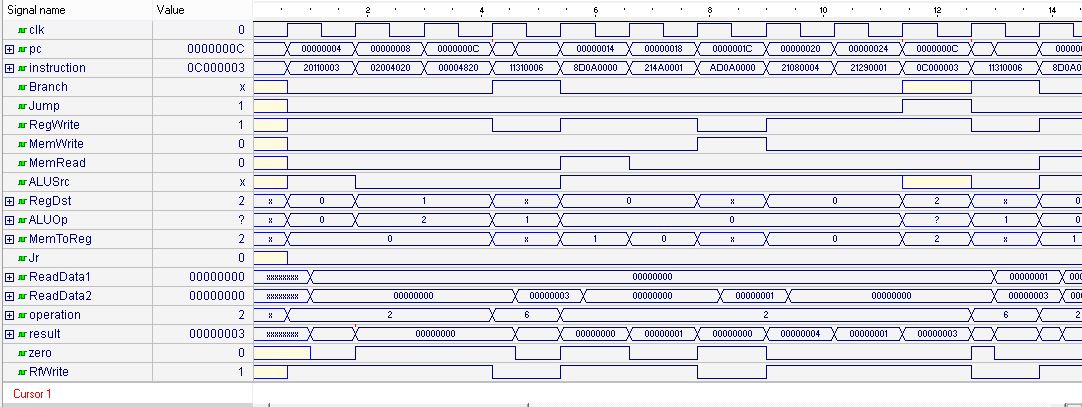 Signal name Value 2 4 6 8 10 12 14
clk 0
pc 0000000C 00000004 00000008 0000000C 00000014 00000018 0000001C 00000020 00000024 0000000C 00000
instruction 0C000003 20110003 02004020 00004820 11310006 8D0A0000 214A0001 AD0A0000 21080004 21290001 0C000003 11310006 8D0A0
Branch x
Jump 1
RegWrite 1
MemWrite 0
MemRead 0
ALUSrc x
RegDst 2 x 0 1 x 0 x 0 2 x 0
ALUOp ? x 0 2 1 0 ? 1 0
MemToReg 2 x 0 x 1 0 x 0 2 x 1
Jr 0
ReadData1 00000000 xxxxxxxx 00000000 00000001 00
ReadData2 00000000 xxxxxxxx 00000000 00000003 00000000 00000001 00000000 00000003 00
operation 2 x 2 6 2 6 2
result 00000003 xxxxxxxx 00000000 00000000 00000001 00000000 00000004 00000001 00000003
zero 0
RfWrite 1
Cursor 1